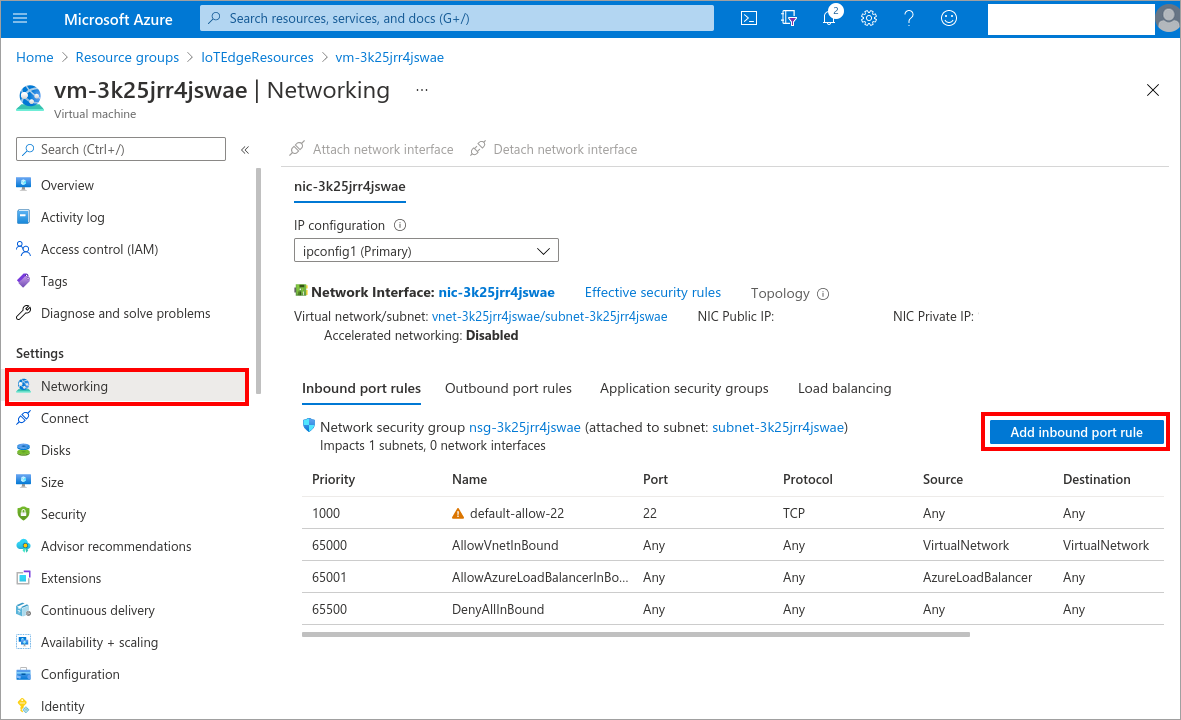 Microsoft Azure
Search resources, services, and docs (G+/)
2
Home > Resource groups > IoTEdgeResources > vm-3k25jrr4jswae
vm-3k25jrr4jswae | Networking ...
Virtual machine
Search (Ctrl+/)
«
Overview
Activity log
Access control (IAM)
Tags
Diagnose and solve problems
Settings
Networking
Connect
Disks
Size
Security
Advisor recommendations
Extensions
Continuous delivery
Availability + scaling
Configuration
Identity
Attach network interface Detach network interface
nic-3k25jrr4jswae
IP configuration
ipconfig1 (Primary)
Network Interface: nic-3k25jrr4jswae Effective security rules Topology
Virtual network/subnet: vnet-3k25jrr4jswae/subnet-3k25jrr4jswae NIC Public IP: NIC Private IP:
Accelerated networking: Disabled
Inbound port rules Outbound port rules Application security groups Load balancing
Network security group nsg-3k25jrr4jswae (attached to subnet: subnet-3k25jrr4jswae)
Impacts 1 subnets, 0 network interfaces
Add inbound port rule
Priority Name Port Protocol Source Destination
1000 default-allow-22 22 TCP Any Any
65000 AllowVnetInBound Any Any VirtualNetwork VirtualNetwork
65001 AllowAzureLoadBalancerInBo... Any Any AzureLoadBalancer Any
65500 DenyAllInBound Any Any Any Any